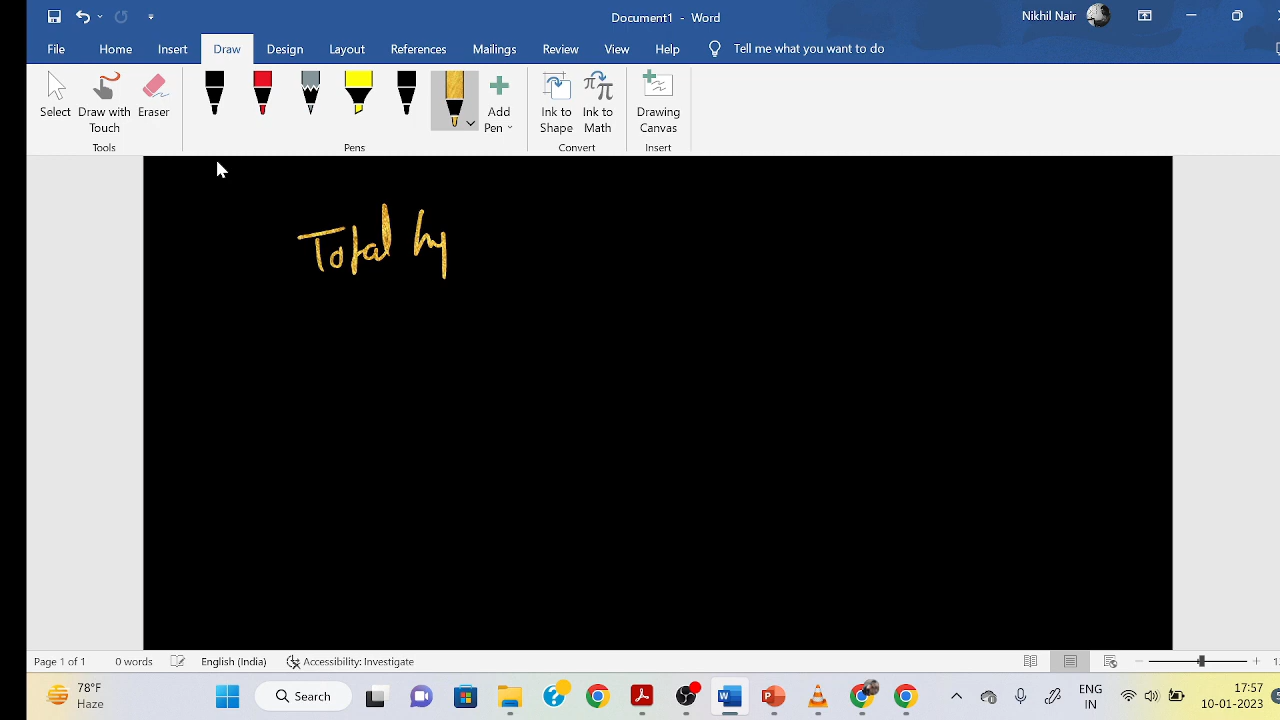 Document1 - Word
Nikhil Nair
File Home Insert Draw Design Layout References Mailings Review View Help Tell me what you want to do
Select Draw with Touch Eraser Add Pen Ink to Shape Ink to Math Drawing Canvas
Tools Pens Convert Insert
Total hy
Page 1 of 1 0 words English (India) Accessibility: Investigate
78°F
Haze
Search
ENG
IN
17:57
10-01-2023